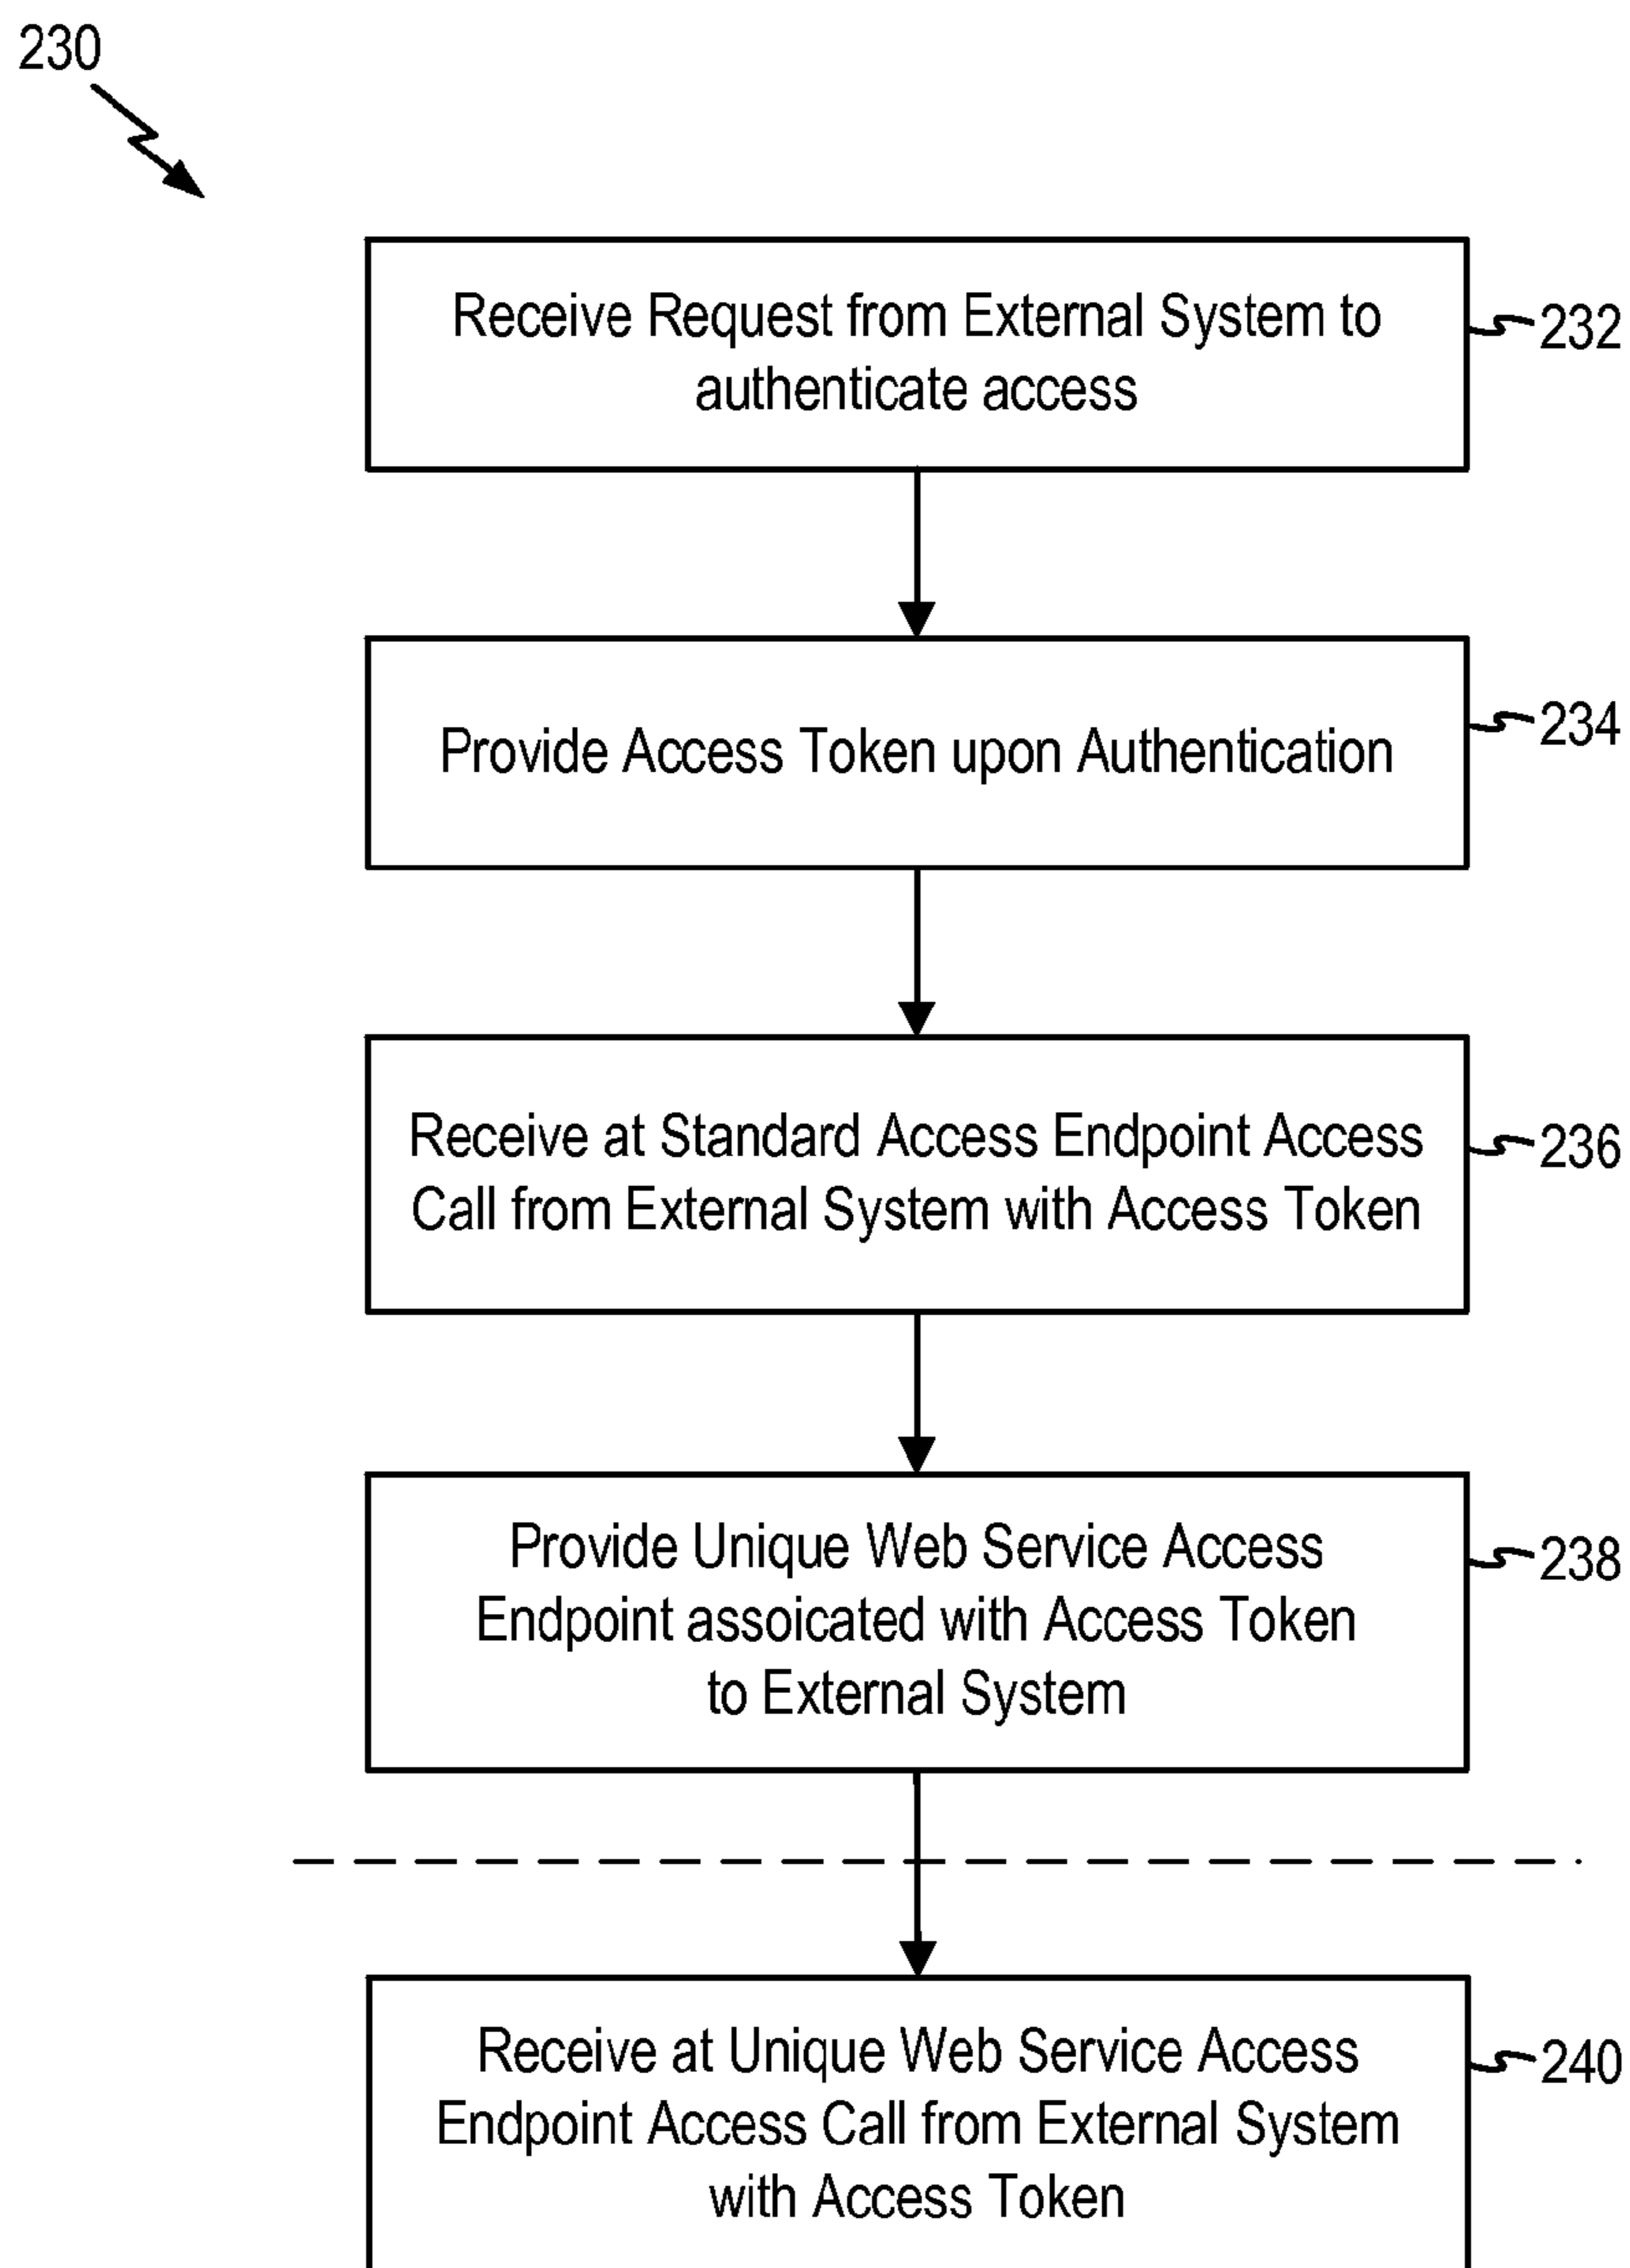 230
Receive Request from External System to
authenticate access
232
Provide Access Token upon Authentication
234
Receive at Standard Access Endpoint Access
Call from External System with Access Token
236
Provide Unique Web Service Access
Endpoint assoicated with Access Token
to External System
238
Receive at Unique Web Service Access
Endpoint Access Call from External System
with Access Token
240